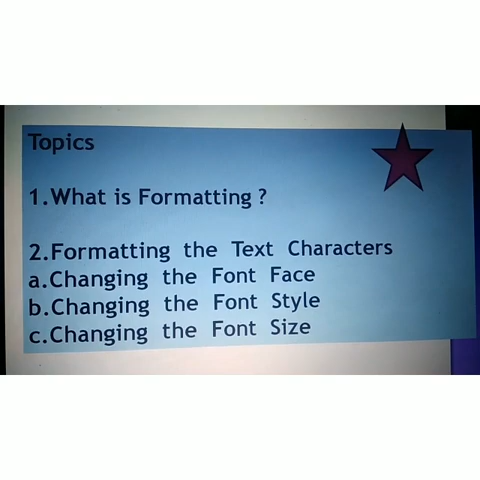 Topics
1.What is Formatting ?
2.Formatting the Text Characters
a.Changing the Font Face
b.Changing the Font Style
c.Changing the Font Size